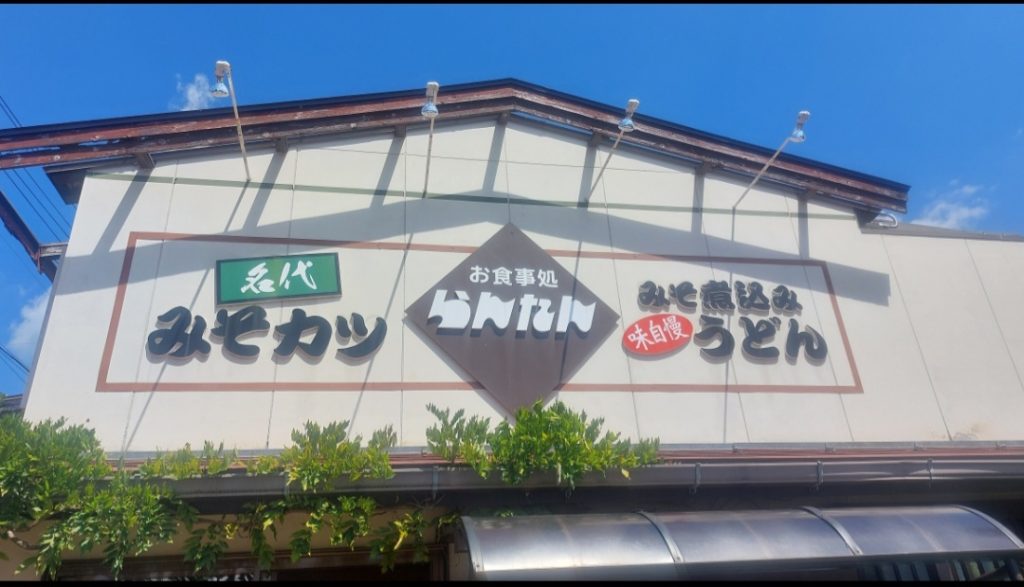 名代
みそカツ
お食事処
らんたん
みそ煮込み
味自慢
うどん